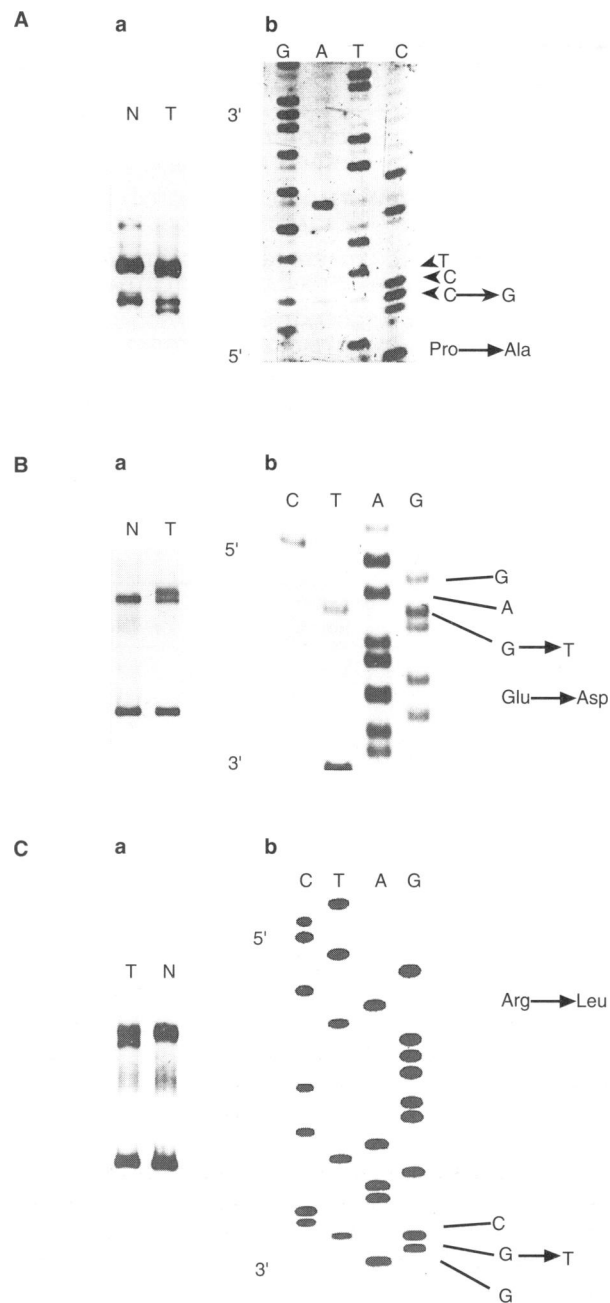 A
a
b
G A T C
N T
3'
T
C
C → G
5'
Pro → Ala
B
a
b
C T A G
N T
5'
G
A
G → T
Glu → Asp
3'
C
a
b
C T A G
5'
T N
Arg → Leu
C
G → T
3'
G